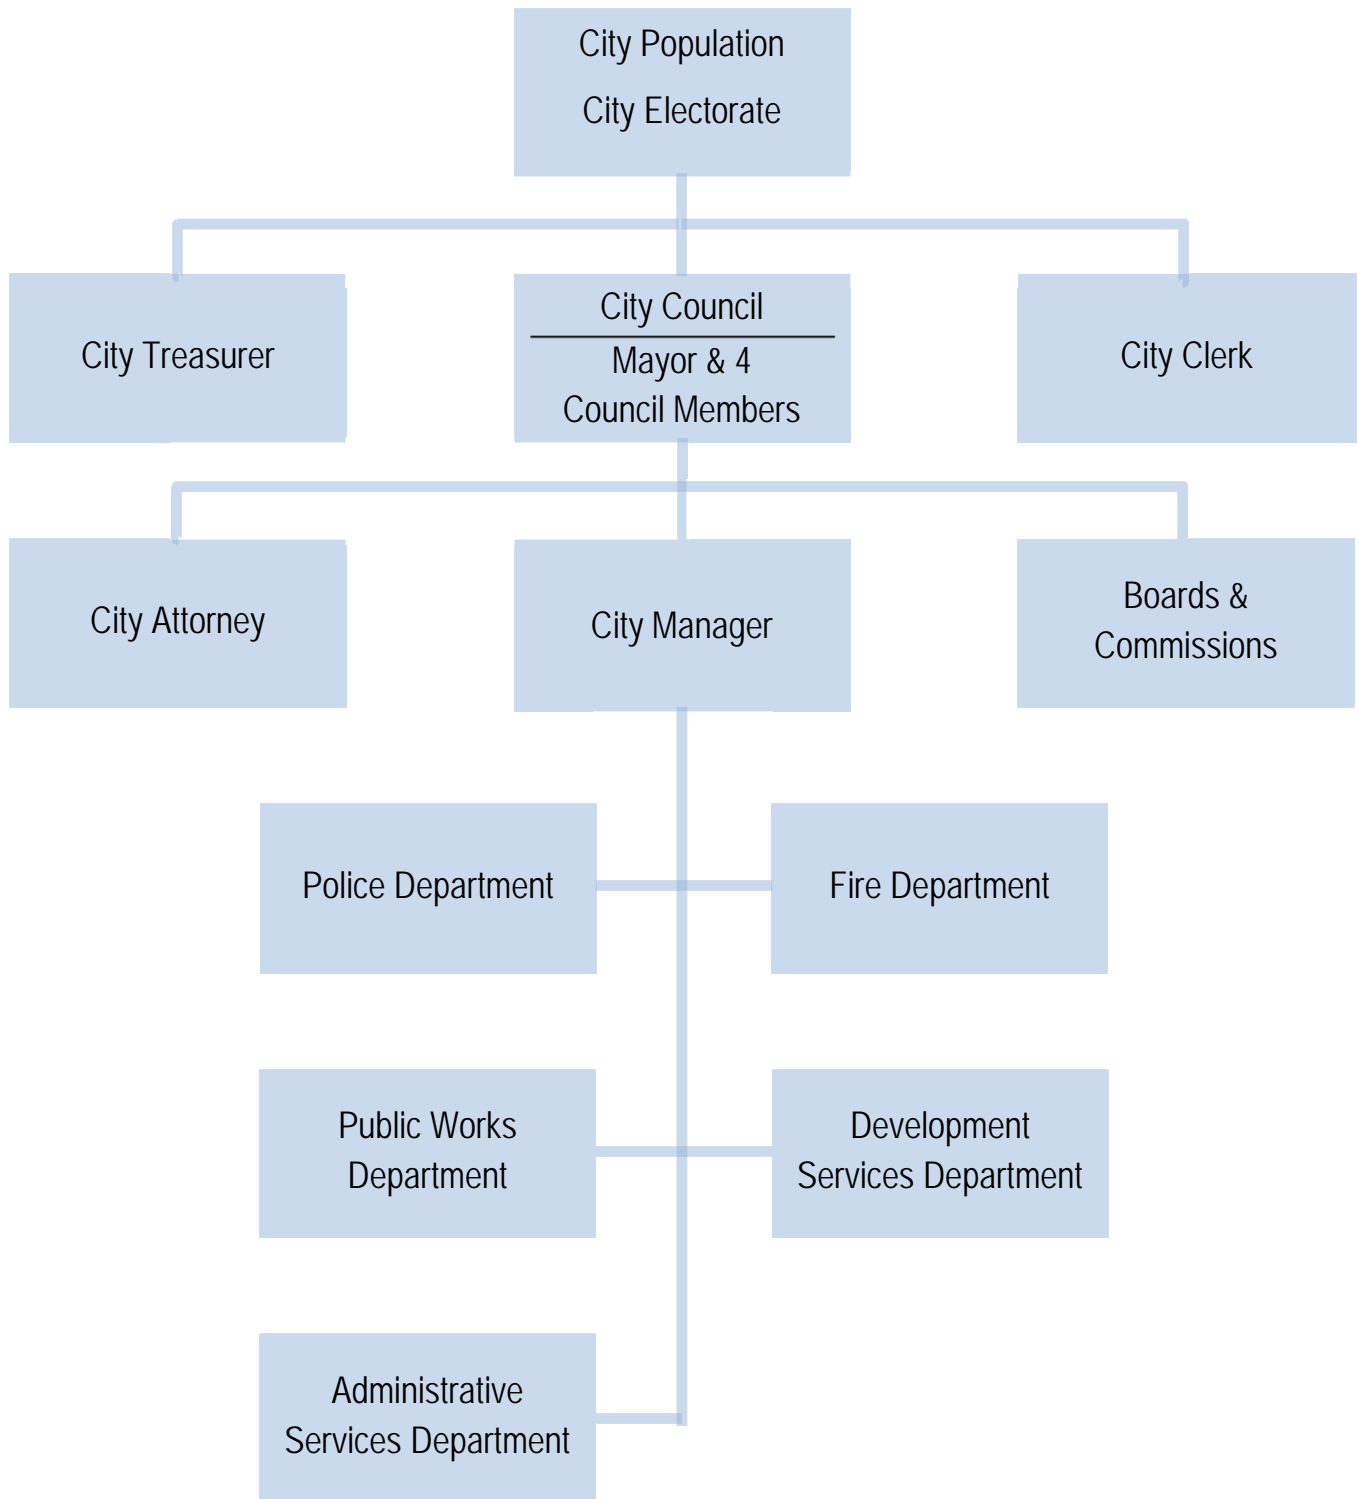 City Population
City Electorate
City Treasurer
City Council
Mayor & 4
Council Members
City Clerk
City Attorney
City Manager
Boards &
Commissions
Police Department
Fire Department
Public Works
Department
Development
Services Department
Administrative
Services Department